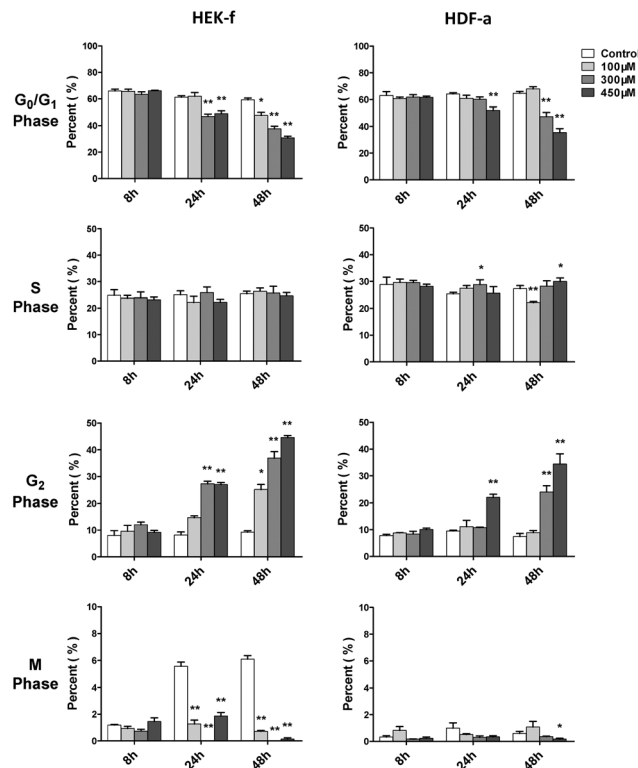 HEK-f
HDF-a
Control
100μM
300μM
450μM
G0/G1
Phase
Percent ( % )
100
80
60
40
20
0
** **
* ** **
8h 24h 48h
Percent ( % )
100
80
60
40
20
0
**
** **
8h 24h 48h
S
Phase
Percent ( % )
50
40
30
20
10
0
8h 24h 48h
Percent ( % )
50
40
30
20
10
0
*
** *
8h 24h 48h
G2
Phase
Percent ( % )
50
40
30
20
10
0
** **
* ** **
8h 24h 48h
Percent ( % )
50
40
30
20
10
0
**
** **
8h 24h 48h
M
Phase
Percent ( % )
10
8
6
4
2
0
** ** **
** ** **
8h 24h 48h
Percent ( % )
10
8
6
4
2
0
*
8h 24h 48h